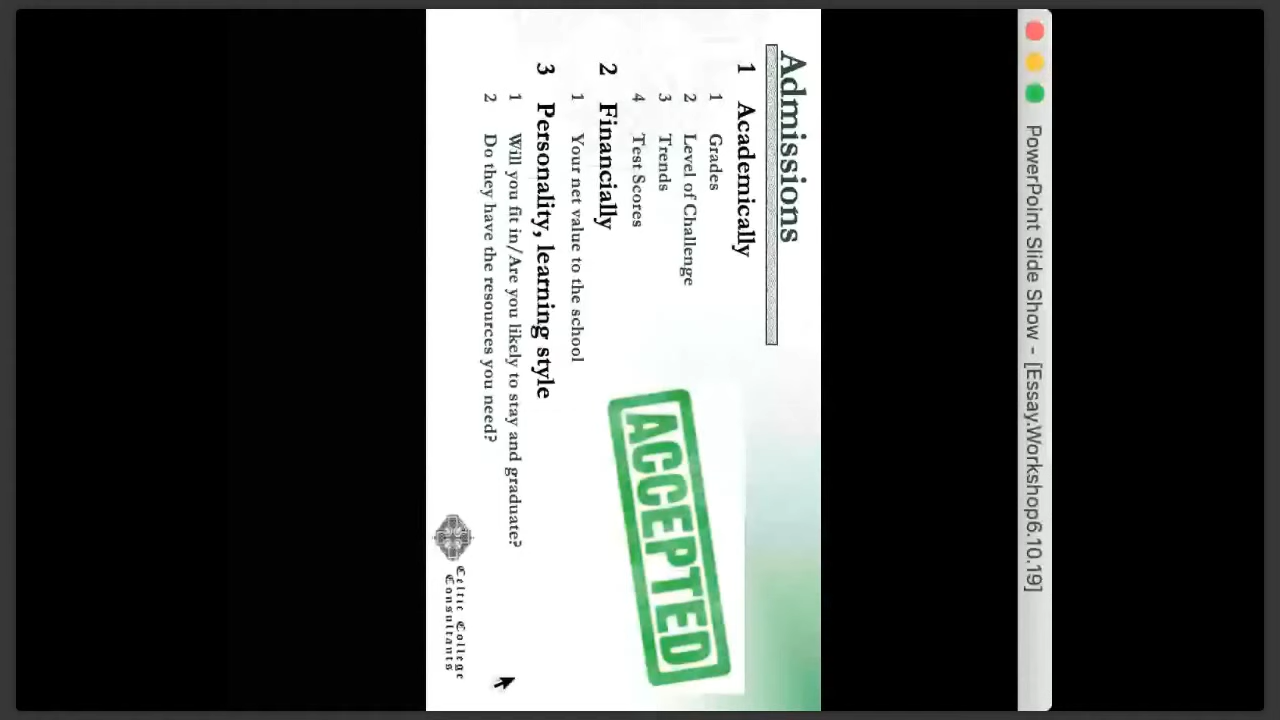 PowerPoint Slide Show - [Essay.Workshop6.10.19]
Admissions
1 Academically
1 Grades
2 Level of Challenge
3 Trends
4 Test Scores
2 Financially
1 Your net value to the school
3 Personality, learning style
1 Will you fit in/Are you likely to stay and graduate?
2 Do they have the resources you need?
ACCEPTED
Celtic College
Consultants